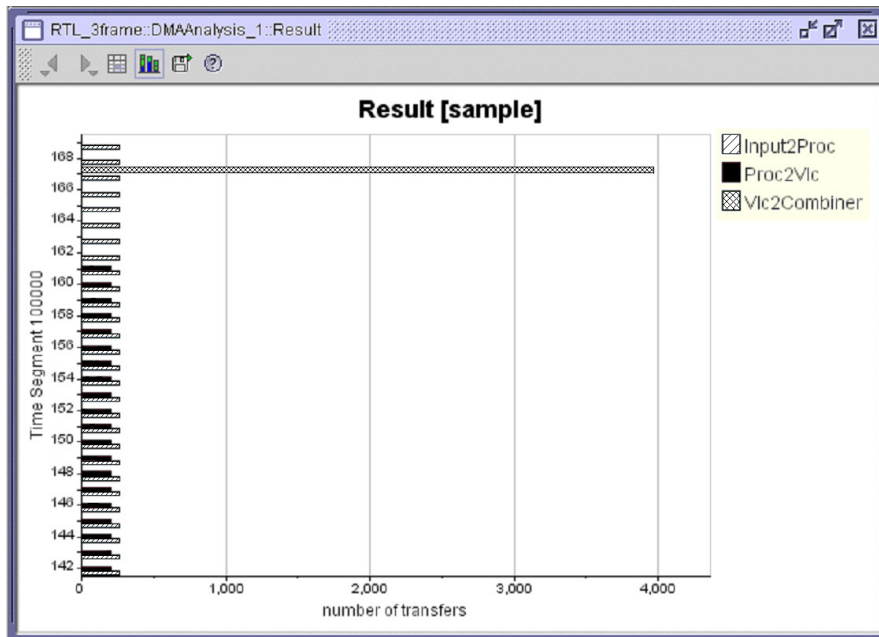 RTL_3frame::DMAAnalysis_1::Result
Result [sample]
Input2Proc
Proc2Vlc
Vlc2Combiner
Time Segment 100000
168
166
164
162
160
158
156
154
152
150
148
146
144
142
0 1,000 2,000 3,000 4,000
number of transfers